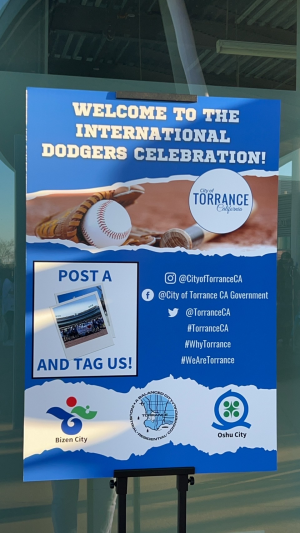 WELCOME TO THE
INTERNATIONAL
DODGERS CELEBRATION!
City of
TORRANCE
California
POST A
AND TAG US!
@CityofTorranceCA
@City of Torrance CA Government
@TorranceCA
#TorranceCA
#WhyTorrance
#WeAreTorrance
Bizen City
Oshu City